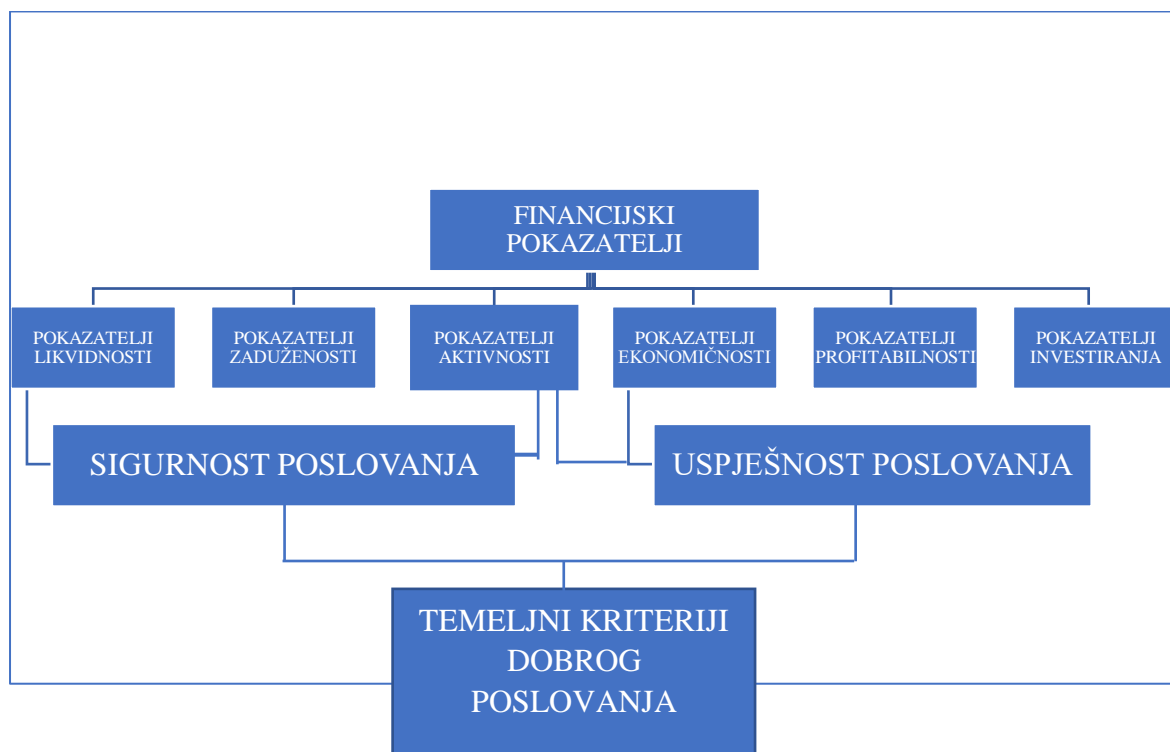 FINANCIJSKI
POKAZATELJI
POKAZATELJI
LIKVIDNOSTI
POKAZATELJI
ZADUŽENOSTI
POKAZATELJI
AKTIVNOSTI
POKAZATELJI
EKONOMIČNOSTI
POKAZATELJI
PROFITABILNOSTI
POKAZATELJI
INVESTIRANJA
SIGURNOST POSLOVANJA
USPJEŠNOST POSLOVANJA
TEMELJNI KRITERIJI
DOBROG
POSLOVANJA